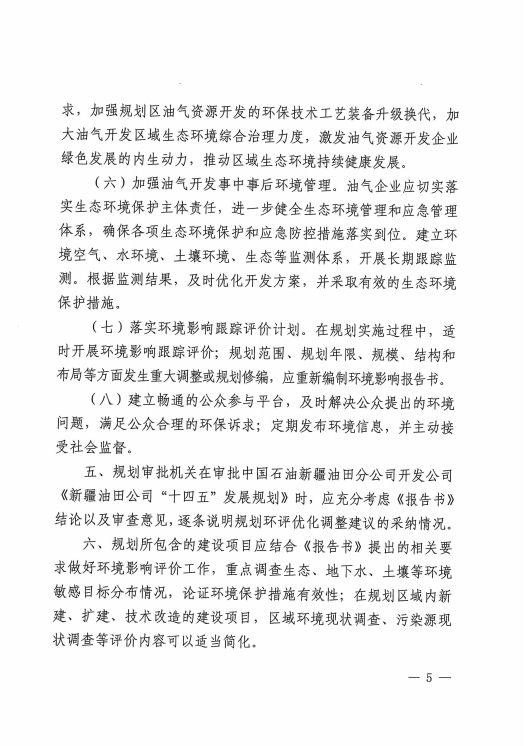 求，加强规划区油气资源开发的环保技术工艺装备升级换代，加
大油气开发区域生态环境综合治理力度，激发油气资源开发企业
绿色发展的内生动力，推动区域生态环境持续健康发展。
（六）加强油气开发事中事后环境管理。油气企业应切实落
实生态环境保护主体责任，进一步健全生态环境管理和应急管理
体系，确保各项生态环境保护和应急防控措施落实到位。建立环
境空气、水环境、土壤环境、生态等监测体系，开展长期跟踪监
测。根据监测结果，及时优化开发方案，并采取有效的生态环境
保护措施。
（七）落实环境影响跟踪评价计划。在规划实施过程中，适
时开展环境影响跟踪评价；规划范围、规划年限、规模、结构和
布局等方面发生重大调整或规划修编，应重新编制环境影响报告书。
（八）建立畅通的公众参与平台，及时解决公众提出的环境
问题，满足公众合理的环保诉求；定期发布环境信息，并主动接
受社会监督。
五、规划审批机关在审批中国石油新疆油田分公司开发公司
《新疆油田公司“十四五”发展规划》时，应充分考虑《报告书》
结论以及审查意见，逐条说明规划环评优化调整建议的采纳情况。
六、规划所包含的建设项目应结合《报告书》提出的相关要
求做好环境影响评价工作，重点调查生态、地下水、土壤等环境
敏感目标分布情况，论证环境保护措施有效性；在规划区域内新
建、扩建、技术改造的建设项目，区域环境现状调查、污染源现
状调查等评价内容可以适当简化。
— 5 —